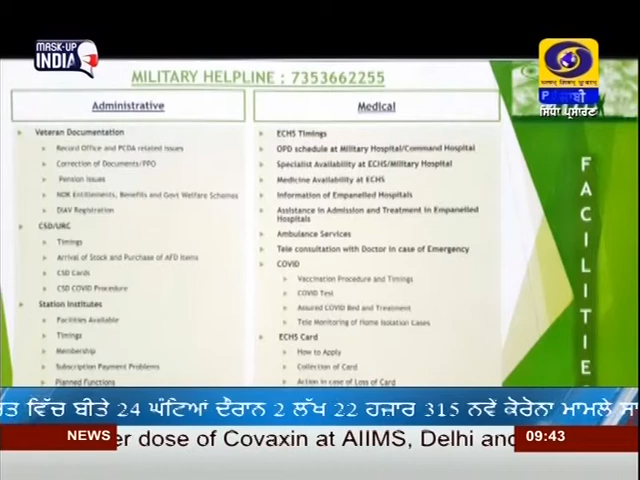 MASK-UP
INDIA
MILITARY HELPLINE : 7353662255
Administrative
Veteran Documentation
Record Office and PCDA related Issues
Correction of Documents/PPO
Pension Issues
NOK Entitlements, Benefits and Govt Welfare Schemes
DIAV Registration
CSD/URC
Timings
Arrival of Stock and Purchase of AFD Items
CSD Cards
CSD COVID Procedure
Station Institutes
Facilities Available
Timings
Membership
Subscription Payment Problems
Planned Functions
Medical
ECHS Timings
OPD schedule at Military Hospital/Command Hospital
Specialist Availability at ECHS/Military Hospital
Medicine Availability at ECHS
Information of Empanelled Hospitals
Assistance in Admission and Treatment in Empanelled
Hospitals
Ambulance Services
Tele consultation with Doctor in case of Emergency
COVID
Vaccination Procedure and Timings
COVID Test
Assured COVID Bed and Treatment
Tele Monitoring of Home Isolation Cases
ECHS Card
How to Apply
Collection of Card
Action in case of Loss of Card
ਸਿੱਧਾ ਪ੍ਰਸਾਰਣ
FACILITIES
ਵਿੱਚ ਬੀਤੇ 24 ਘੰਟਿਆਂ ਦੌਰਾਨ 2 ਲੱਖ 22 ਹਜ਼ਾਰ 315 ਨਵੇਂ ਕੋਰੋਨਾ ਮਾਮਲੇ
NEWS
er dose of Covaxin at AIIMS, Delhi and
09:43